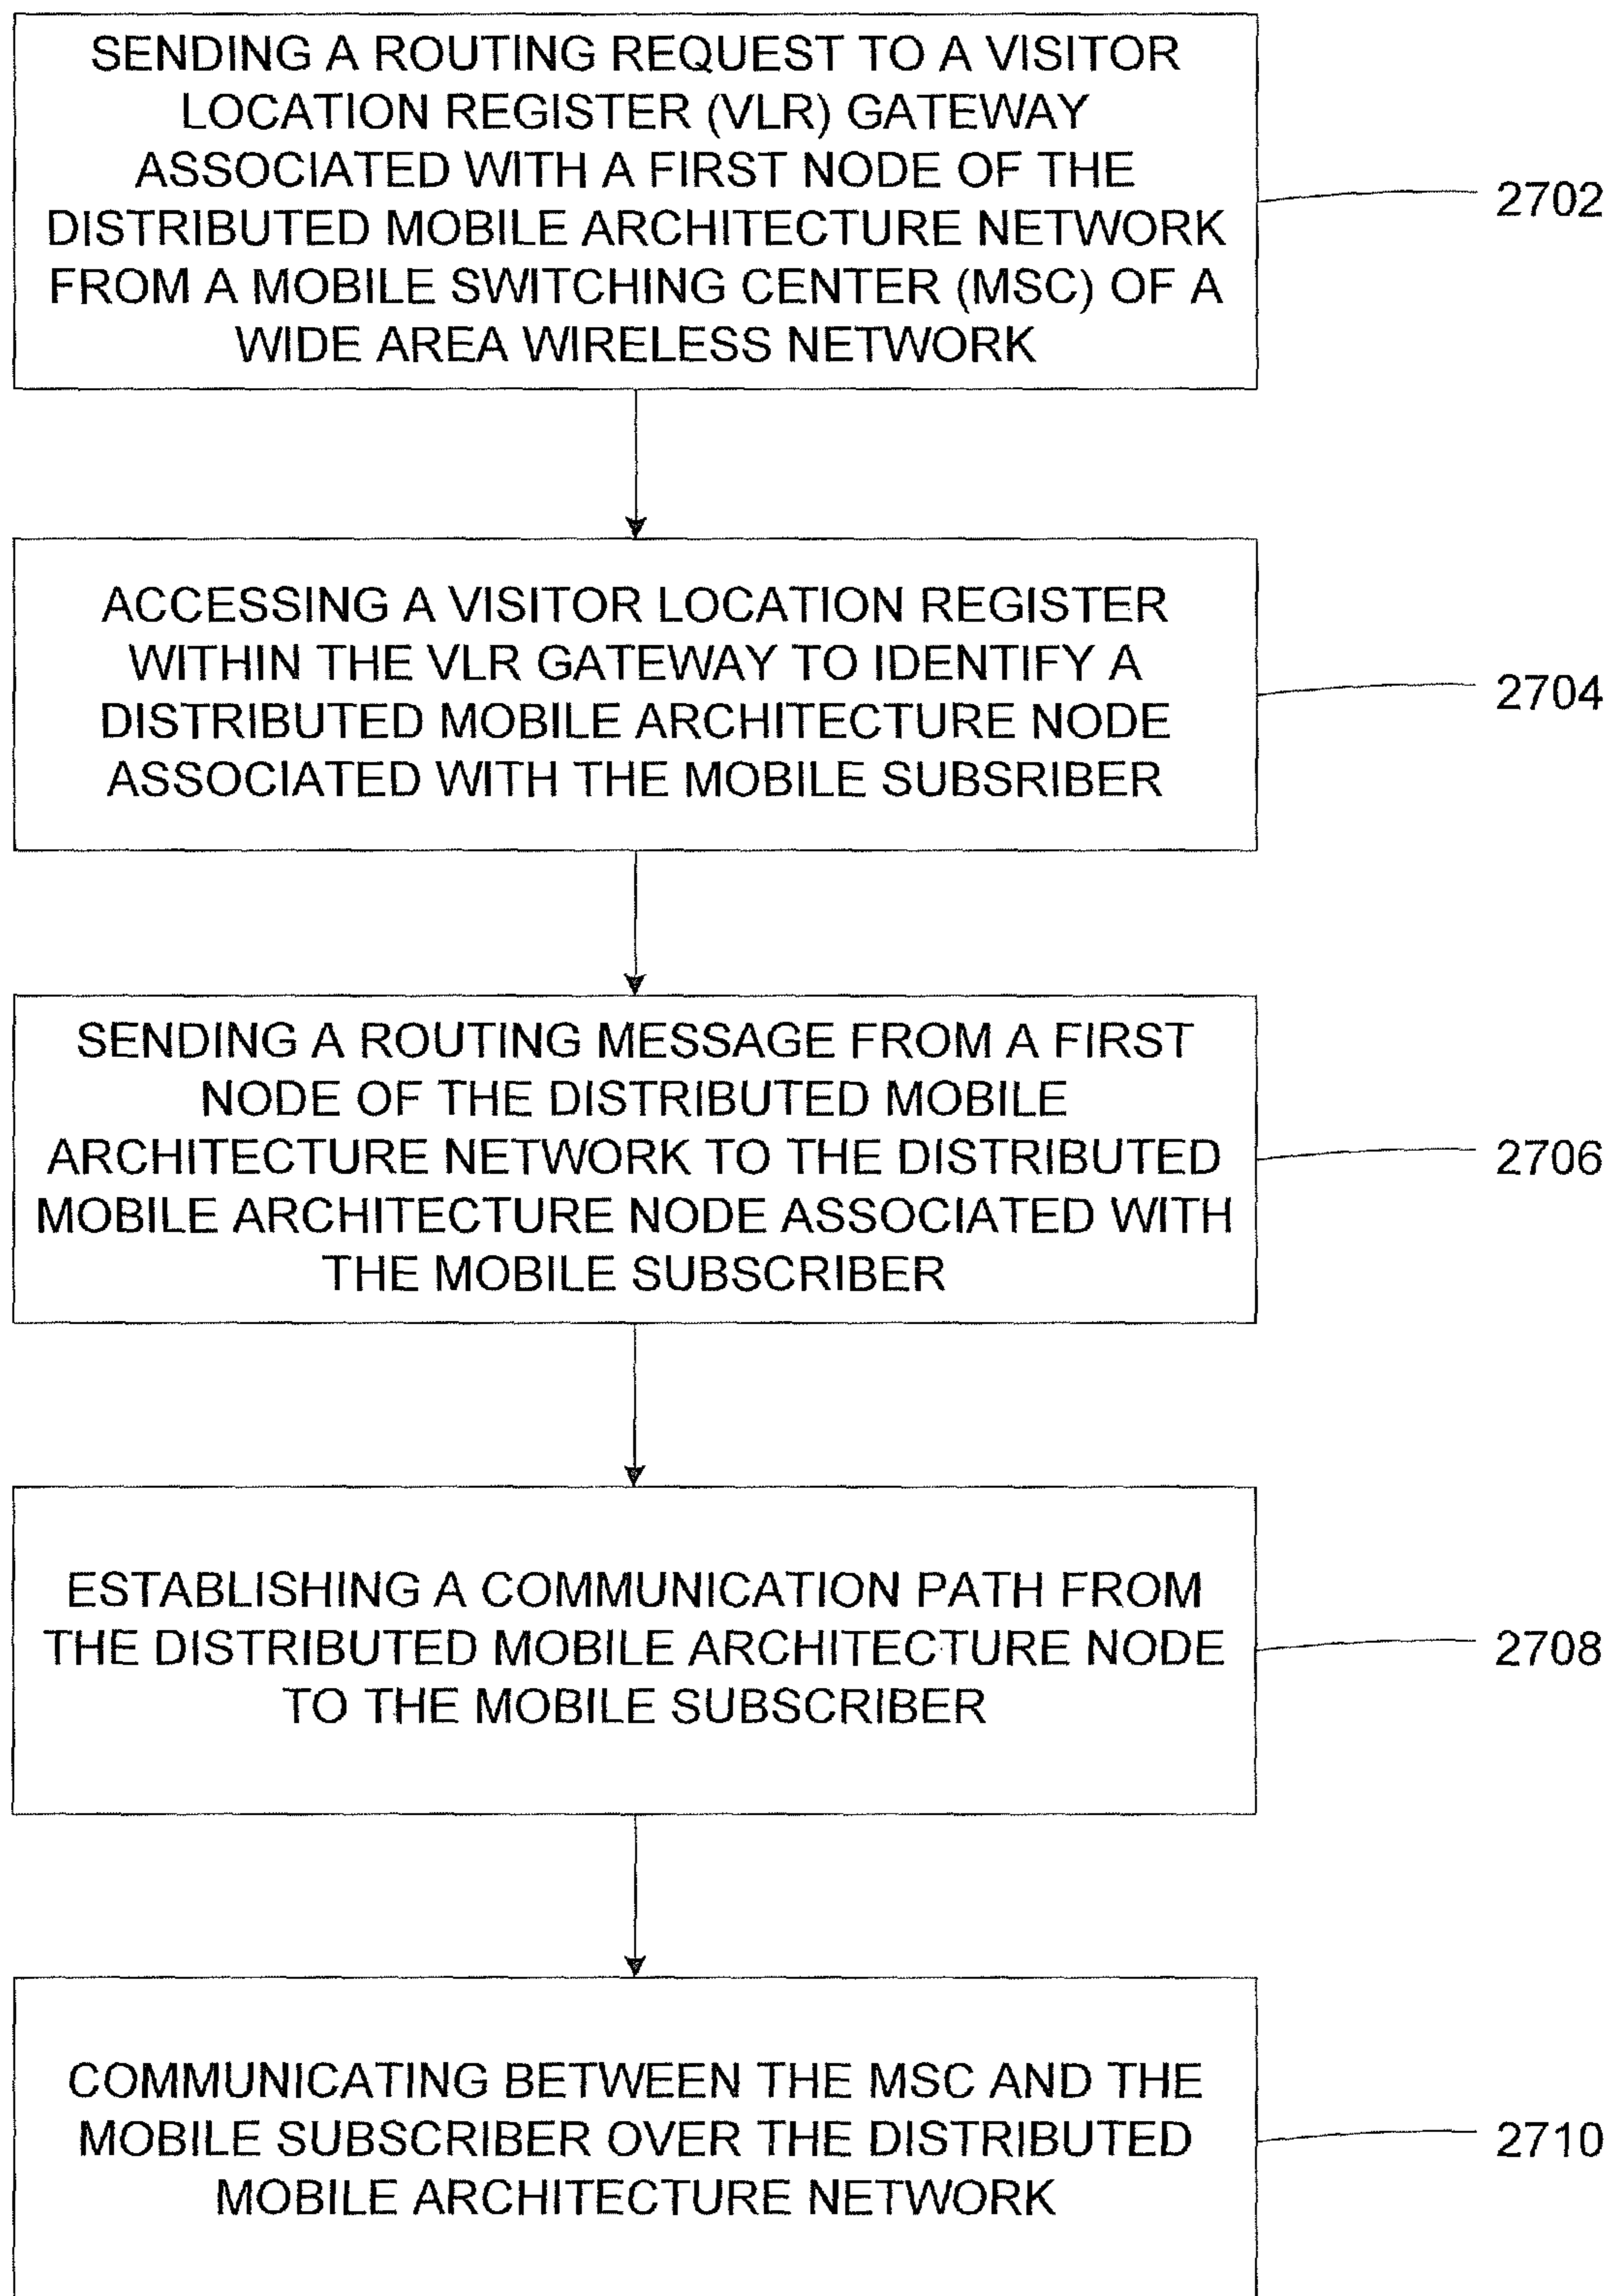 SENDING A ROUTING REQUEST TO A VISITOR
LOCATION REGISTER (VLR) GATEWAY
ASSOCIATED WITH A FIRST NODE OF THE
DISTRIBUTED MOBILE ARCHITECTURE NETWORK
FROM A MOBILE SWITCHING CENTER (MSC) OF A
WIDE AREA WIRELESS NETWORK
2702
ACCESSING A VISITOR LOCATION REGISTER
WITHIN THE VLR GATEWAY TO IDENTIFY A
DISTRIBUTED MOBILE ARCHITECTURE NODE
ASSOCIATED WITH THE MOBILE SUBSRIBER
2704
SENDING A ROUTING MESSAGE FROM A FIRST
NODE OF THE DISTRIBUTED MOBILE
ARCHITECTURE NETWORK TO THE DISTRIBUTED
MOBILE ARCHITECTURE NODE ASSOCIATED WITH
THE MOBILE SUBSCRIBER
2706
ESTABLISHING A COMMUNICATION PATH FROM
THE DISTRIBUTED MOBILE ARCHITECTURE NODE
TO THE MOBILE SUBSCRIBER
2708
COMMUNICATING BETWEEN THE MSC AND THE
MOBILE SUBSCRIBER OVER THE DISTRIBUTED
MOBILE ARCHITECTURE NETWORK
2710